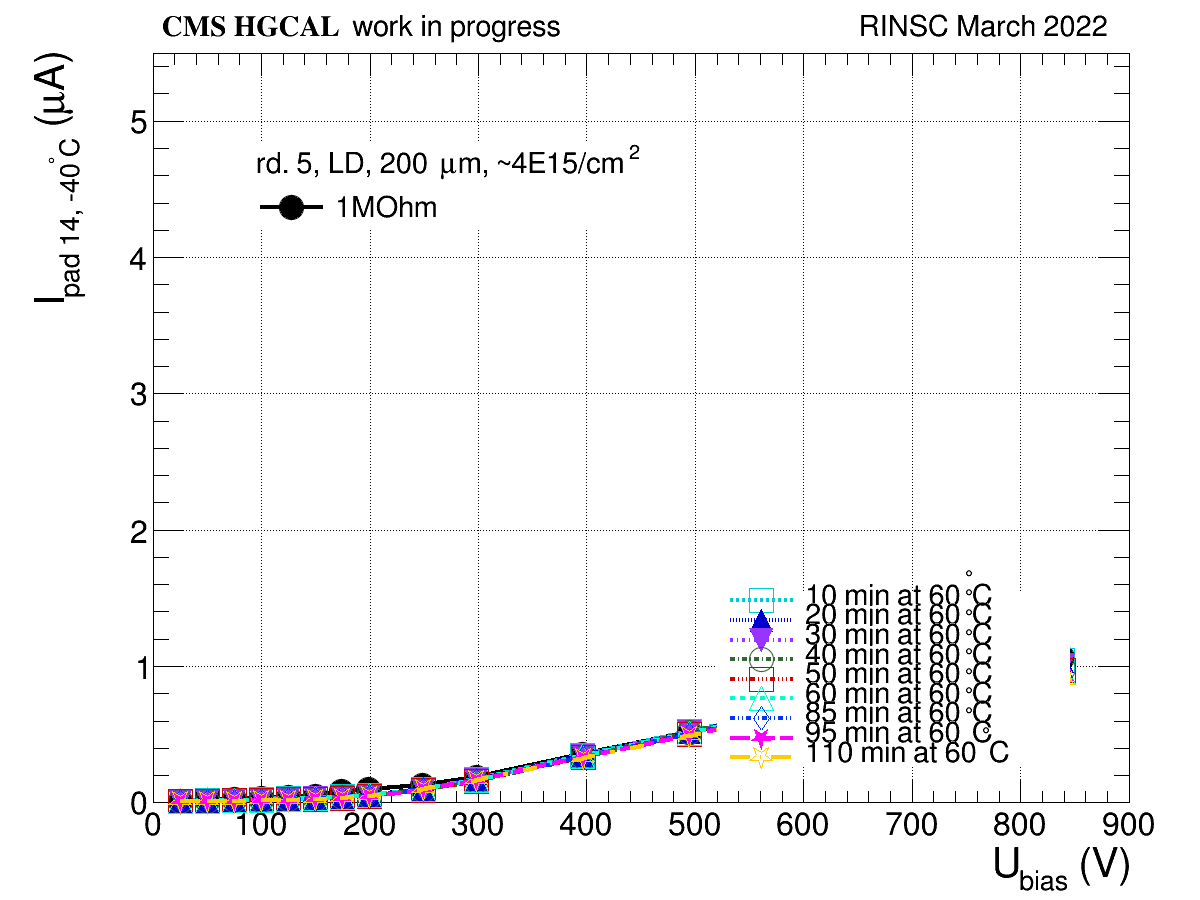 CMS HGCAL work in progress RINSC March 2022
I pad 14, -40°C (μA)
5
rd. 5, LD, 200 μm, ~4E15/cm²
1MOhm
4
3
2
10 min at 60°C
20 min at 60°C
30 min at 60°C
40 min at 60°C
1
50 min at 60°C
60 min at 60°C
85 min at 60°C
95 min at 60°C
110 min at 60°C
0
0 100 200 300 400 500 600 700 800 900
U bias (V)